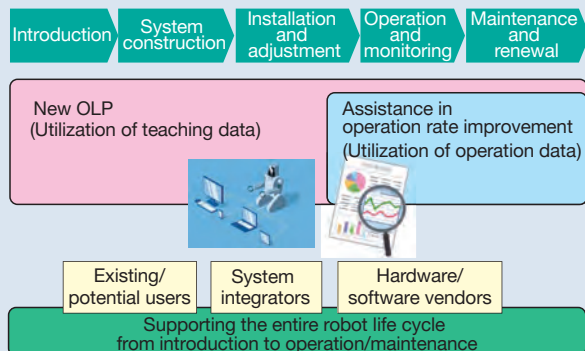 Introduction
System
construction
Installation
and
adjustment
Operation
and
monitoring
Maintenance
and
renewal
New OLP
(Utilization of teaching data)
Assistance in
operation rate improvement
(Utilization of operation data)
Existing/
potential users
System
integrators
Hardware/
software vendors
Supporting the entire robot life cycle
from introduction to operation/maintenance